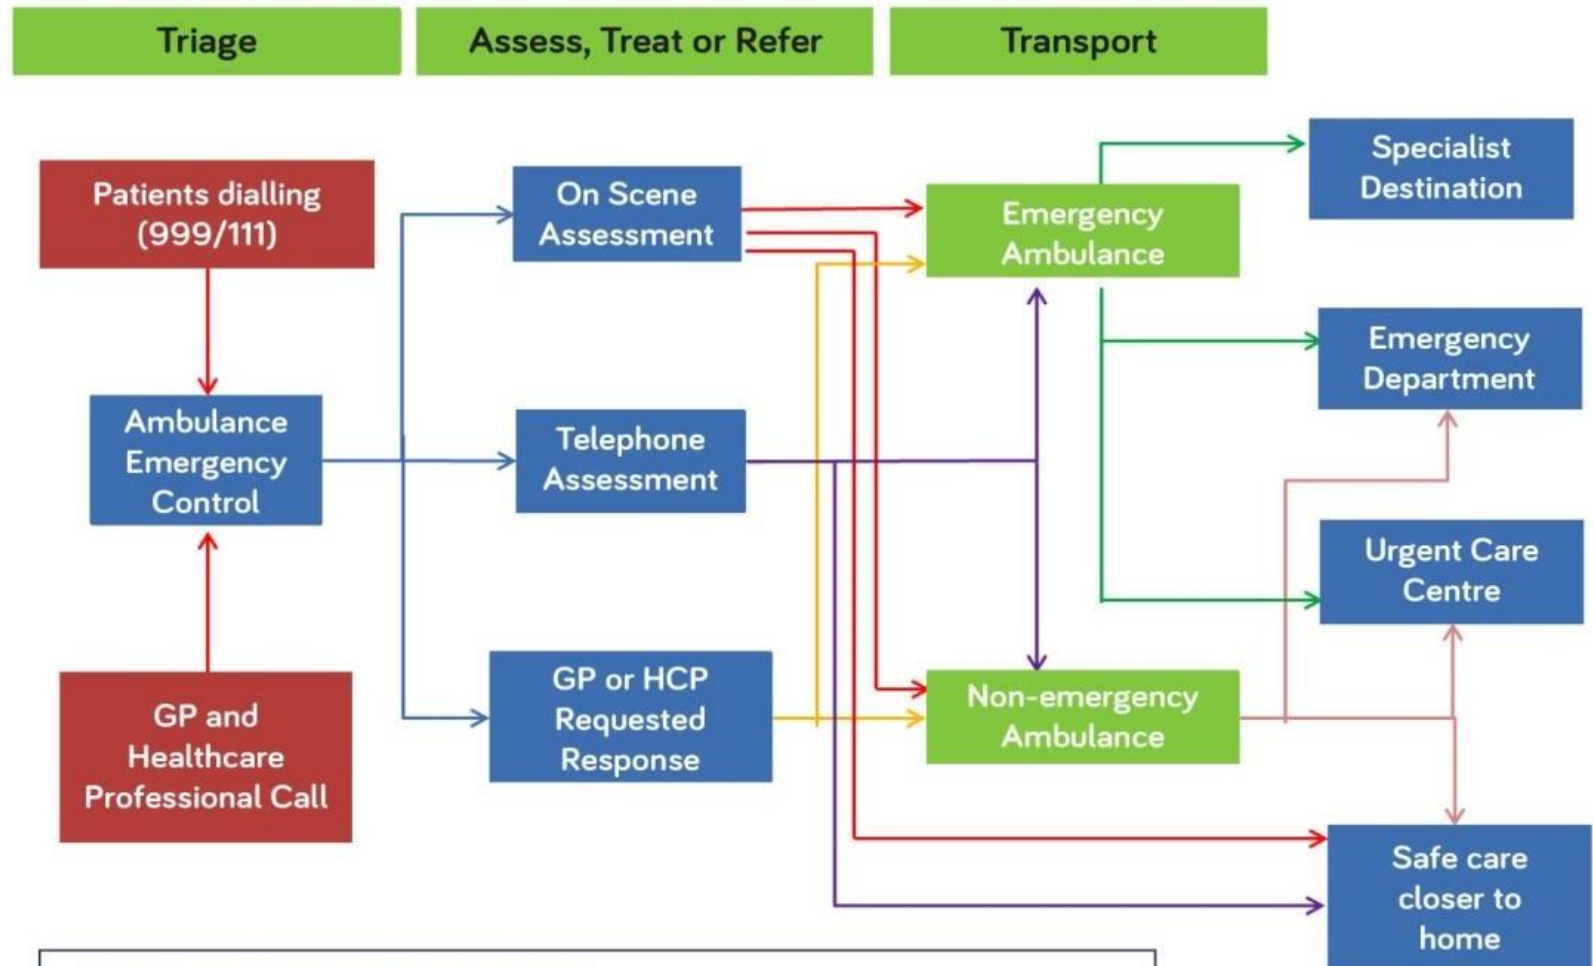 Triage
Assess, Treat or Refer
Transport
Patients dialling
(999/111)
Ambulance
Emergency
Control
GP and
Healthcare
Professional Call
On Scene
Assessment
Telephone
Assessment
GP or HCP
Requested
Response
Emergency
Ambulance
Non-emergency
Ambulance
Specialist
Destination
Emergency
Department
Urgent Care
Centre
Safe care
closer to
home